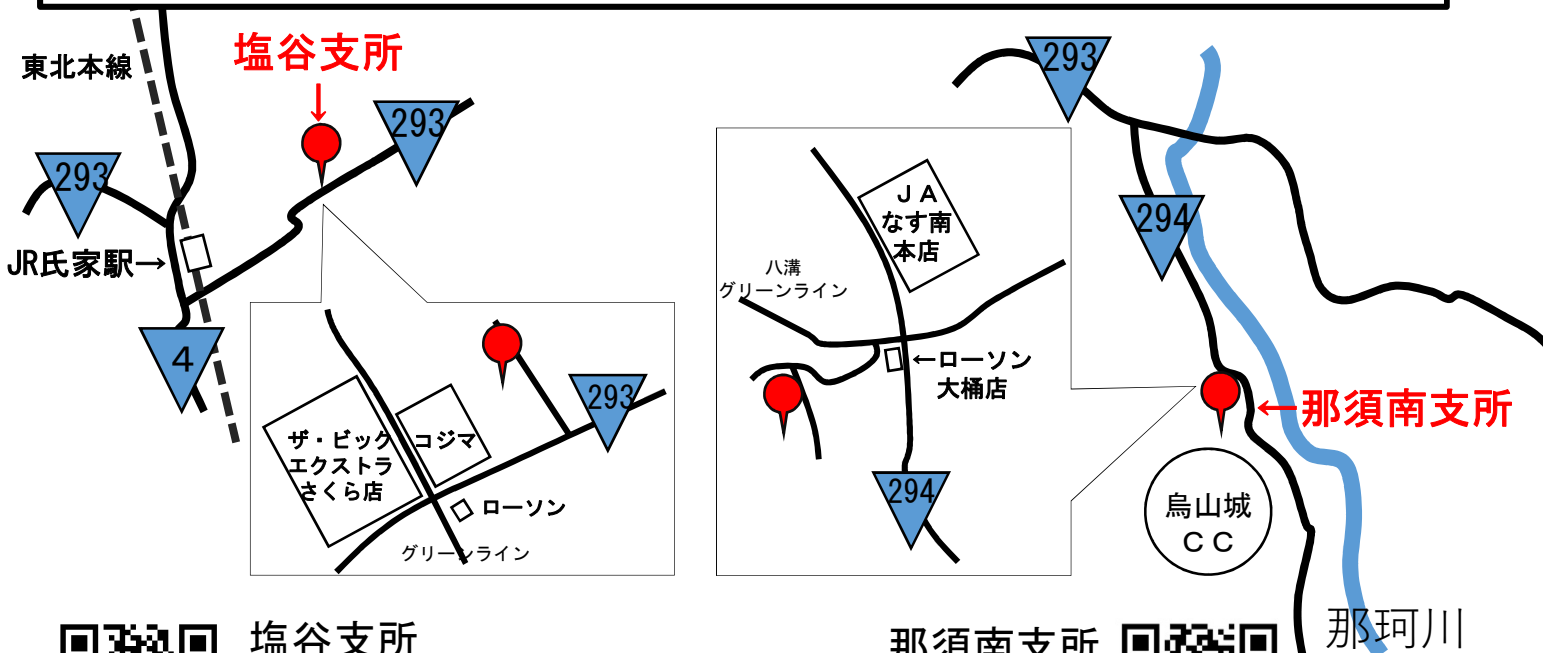 東北本線
塩谷支所
↓
293
293
JR氏家駅→
4
ザ・ビック
エクストラ
さくら店
コジマ
293
ローソン
グリーンライン
塩谷支所
293
294
JA
なす南
本店
八溝
グリーンライン
←ローソン
大桶店
294
←那須南支所
烏山城
CC
那珂川
那須南支所